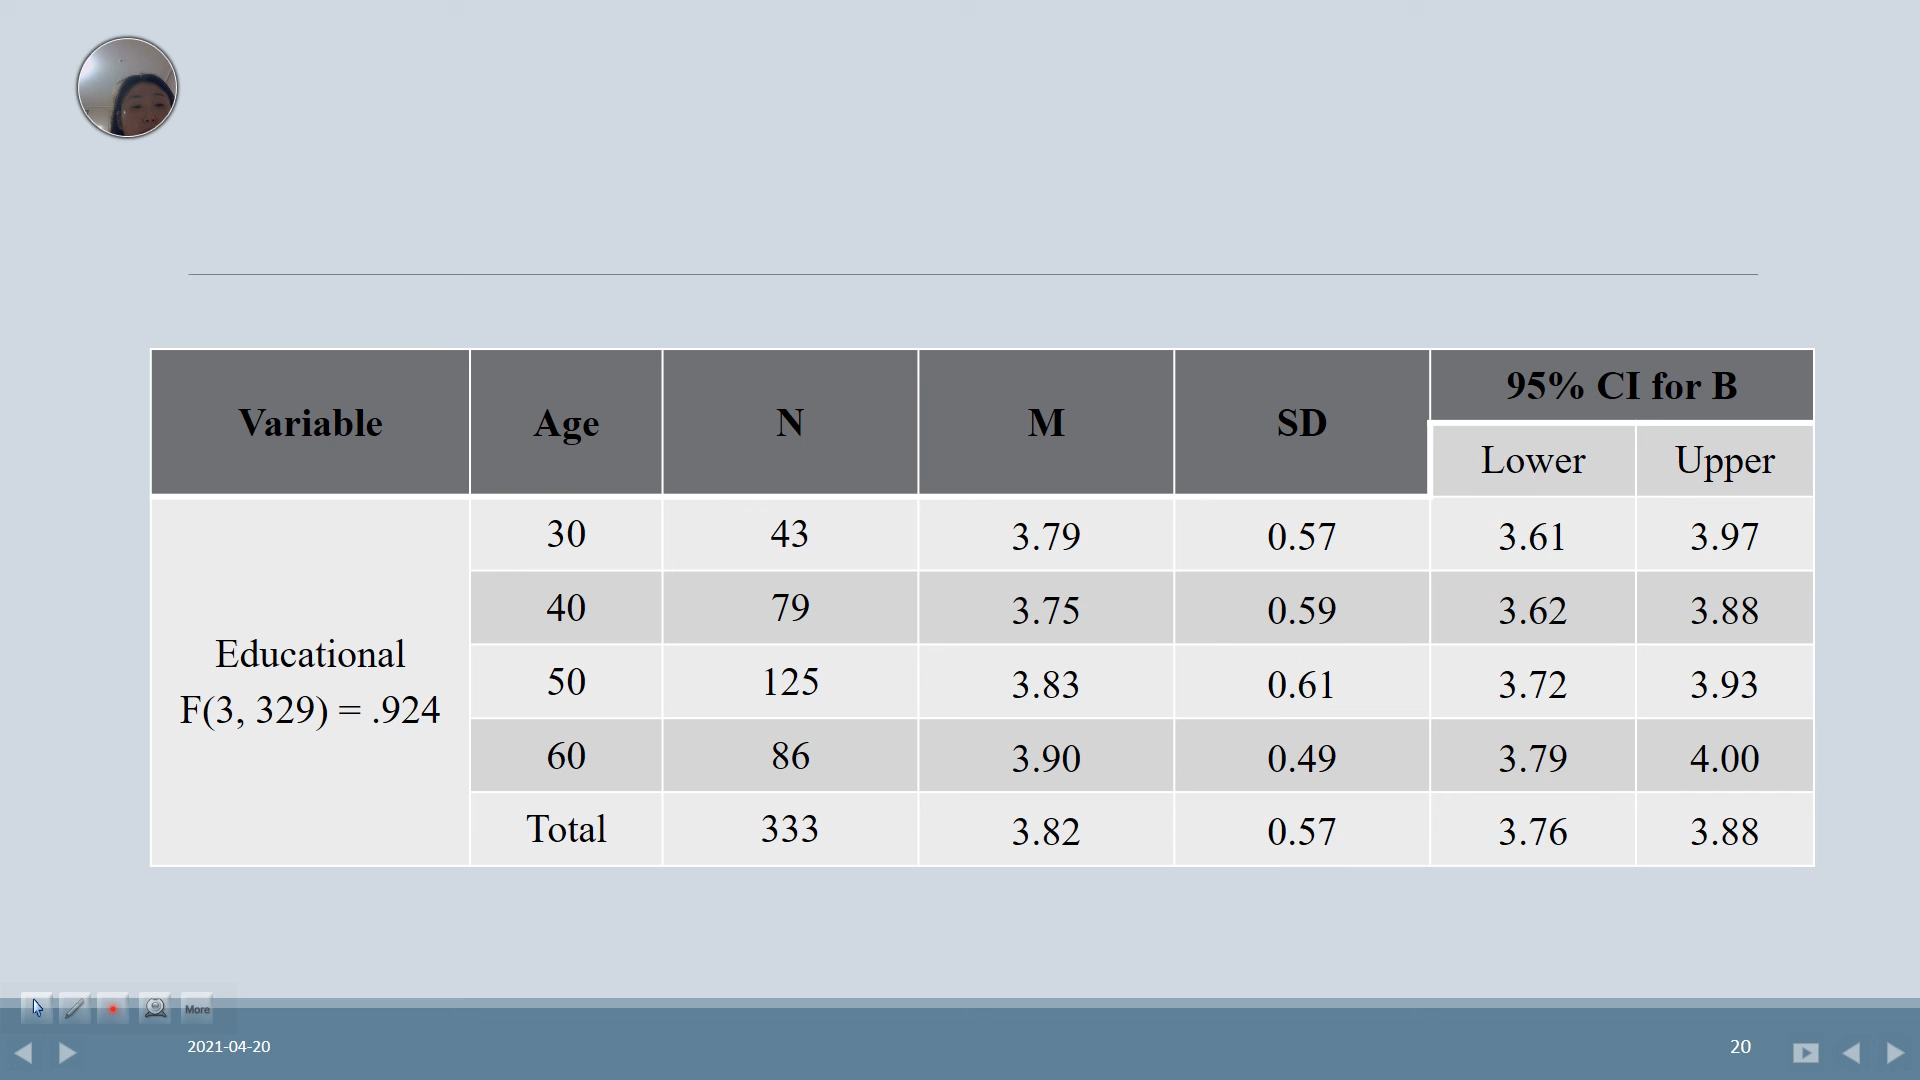 Variable Age N M SD 95% CI for B
Lower Upper
Educational
F(3, 329) = .924
30 43 3.79 0.57 3.61 3.97
40 79 3.75 0.59 3.62 3.88
50 125 3.83 0.61 3.72 3.93
60 86 3.90 0.49 3.79 4.00
Total 333 3.82 0.57 3.76 3.88
More
2021-04-20 20